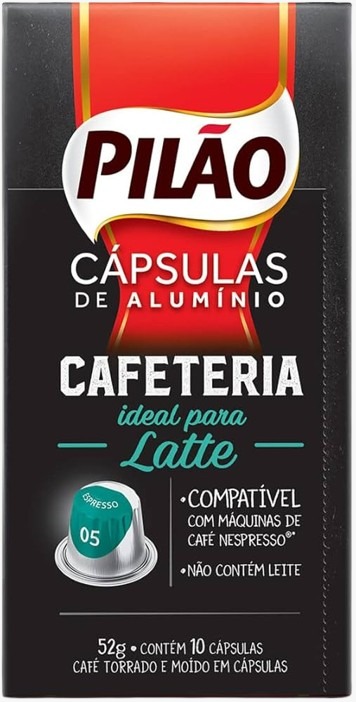 PILÃO
CÁPSULAS
DE ALUMÍNIO
CAFETERIA
ideal para
Latte
ESPRESSO
05
•COMPATÍVEL
COM MÁQUINAS DE
CAFÉ NESPRESSO®*
•NÃO CONTÉM LEITE
52g • CONTÉM 10 CÁPSULAS
CAFÉ TORRADO E MOÍDO EM CÁPSULAS